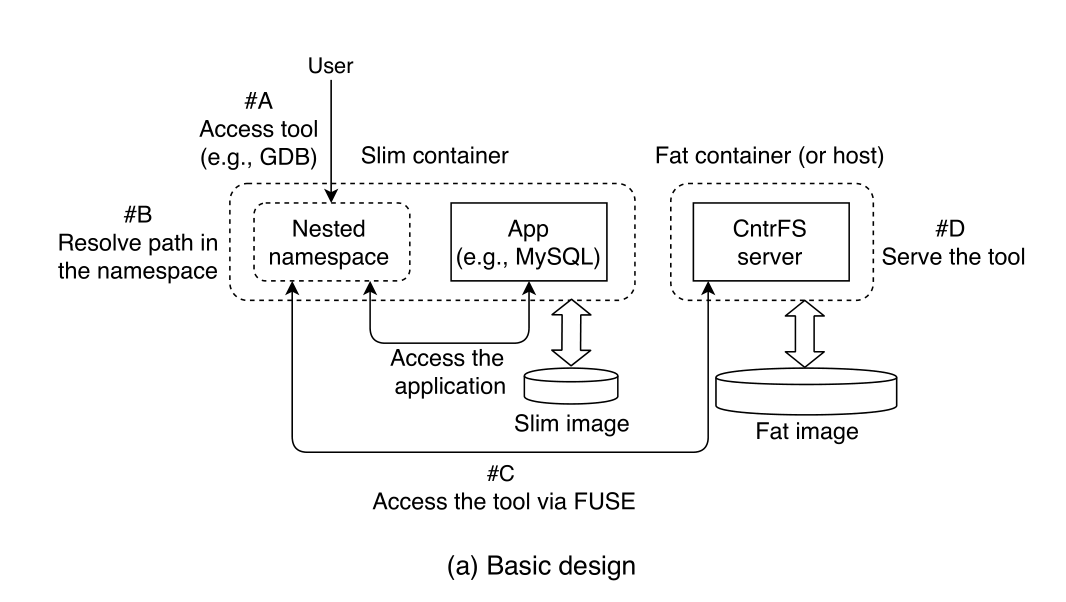 User
#A
Access tool
(e.g., GDB)
Slim container
Fat container (or host)
#B
Resolve path in
the namespace
Nested
namespace
App
(e.g., MySQL)
CntrFS
server
#D
Serve the tool
Access the
application
Slim image
Fat image
#C
Access the tool via FUSE
(a) Basic design